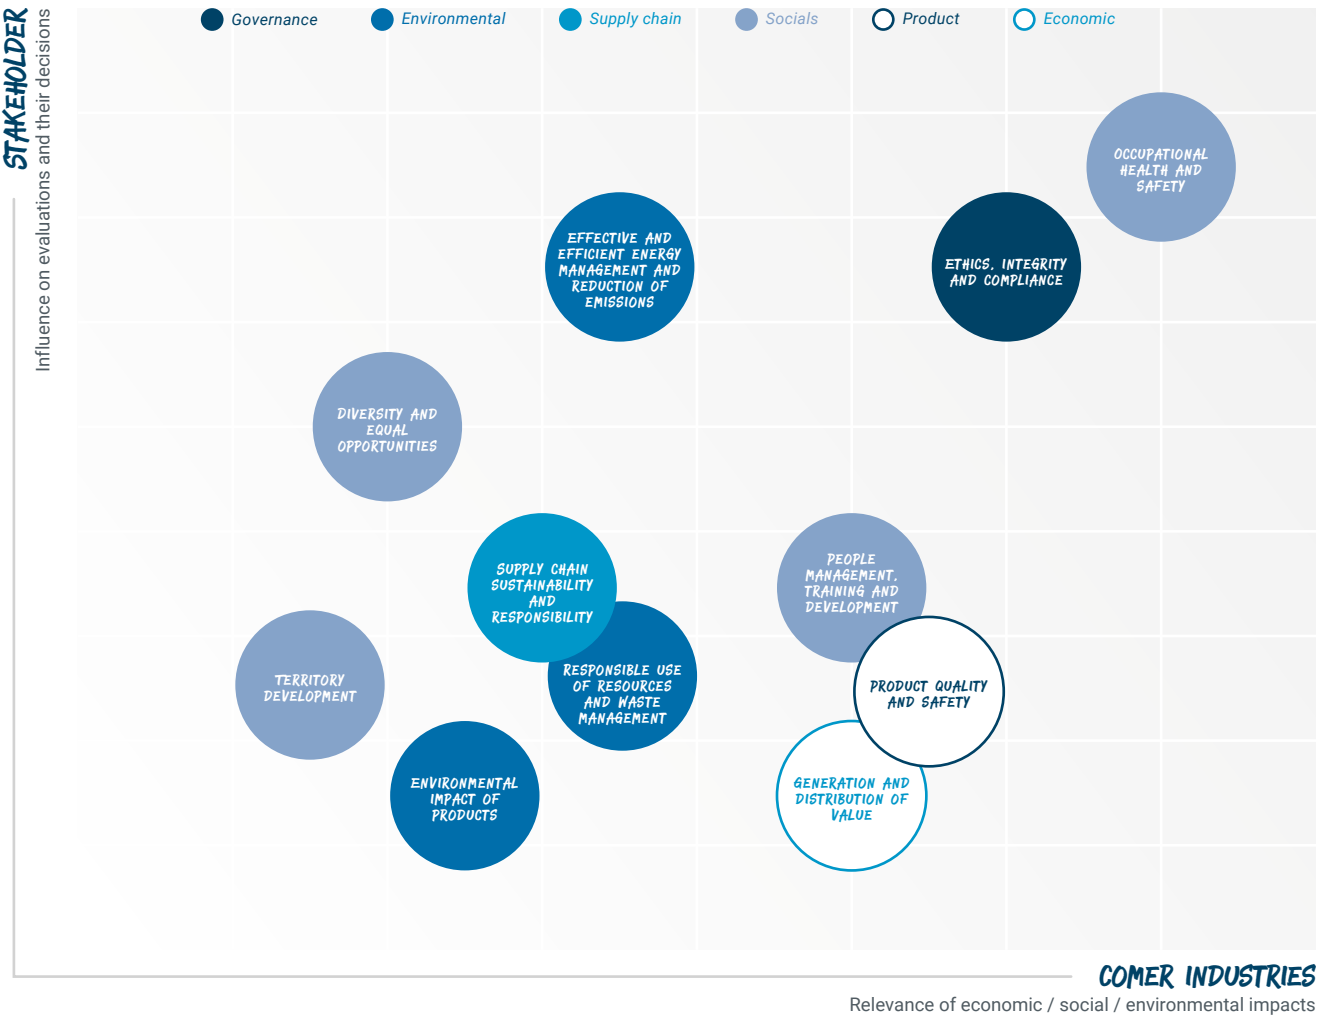 Governance
Environmental
Supply chain
Socials
Product
Economic
STAKEHOLDER
Influence on evaluations and their decisions
OCCUPATIONAL
HEALTH AND
SAFETY
EFFECTIVE AND
EFFICIENT ENERGY
MANAGEMENT AND
REDUCTION OF
EMISSIONS
ETHICS, INTEGRITY
AND COMPLIANCE
DIVERSITY AND
EQUAL
OPPORTUNITIES
SUPPLY CHAIN
SUSTAINABILITY
AND
RESPONSIBILITY
PEOPLE
MANAGEMENT,
TRAINING AND
DEVELOPMENT
TERRITORY
DEVELOPMENT
RESPONSIBLE USE
OF RESOURCES
AND WASTE
MANAGEMENT
PRODUCT QUALITY
AND SAFETY
ENVIRONMENTAL
IMPACT OF
PRODUCTS
GENERATION AND
DISTRIBUTION OF
VALUE
COMER INDUSTRIES
Relevance of economic / social / environmental impacts